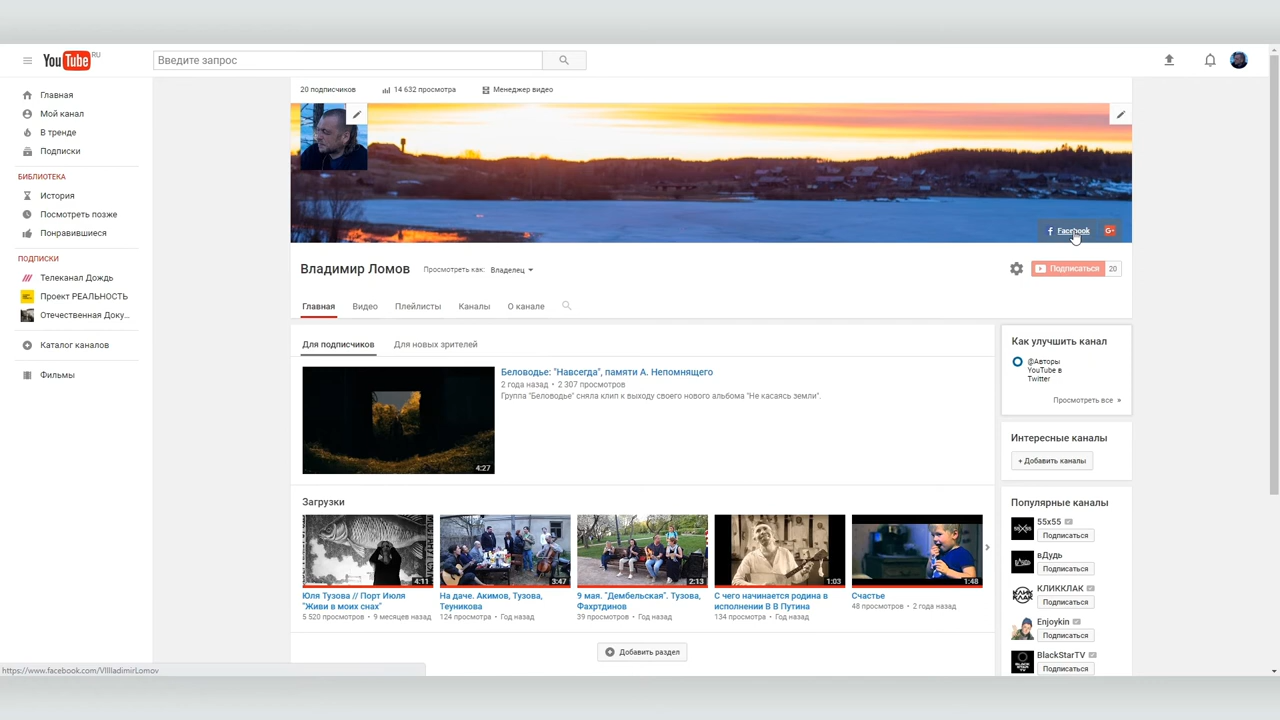 YouTube RU
Введите запрос
Главная
Мой канал
В тренде
Подписки
БИБЛИОТЕКА
История
Посмотреть позже
Понравившиеся
ПОДПИСКИ
Телеканал Дождь
Проект РЕАЛЬНОСТЬ
Отечественная Доку...
Каталог каналов
Фильмы
20 подписчиков
14 632 просмотра
Менеджер видео
Facebook
G+
Владимир Ломов
Просмотреть как: Владелец
Подписаться 20
Главная
Видео
Плейлисты
Каналы
О канале
Для подписчиков
Для новых зрителей
4:27
Беловодье: "Навсегда", памяти А. Непомнящего
2 года назад • 2 307 просмотров
Группа "Беловодье" сняла клип к выходу своего нового альбома "Не касаясь земли".
Загрузки
4:11
Юля Тузова // Порт Июля
"Живи в моих снах"
5 520 просмотров • 9 месяцев назад
3:47
На даче. Акимов, Тузова,
Теуникова
124 просмотра • Год назад
2:13
9 мая. "Дембельская". Тузова,
Фахртдинов
39 просмотров • Год назад
1:03
С чего начинается родина в
исполнении В В Путина
134 просмотра • Год назад
1:48
Счастье
48 просмотров • 2 года назад
Добавить раздел
Как улучшить канал
@Авторы
YouTube в
Twitter
Просмотреть все »
Интересные каналы
+ Добавить каналы
Популярные каналы
55x55
Подписаться
вДудь
Подписаться
КЛИККЛАК
Подписаться
Enjoykin
Подписаться
BlackStarTV
Подписаться
https://www.facebook.com/VIlladimirLomov